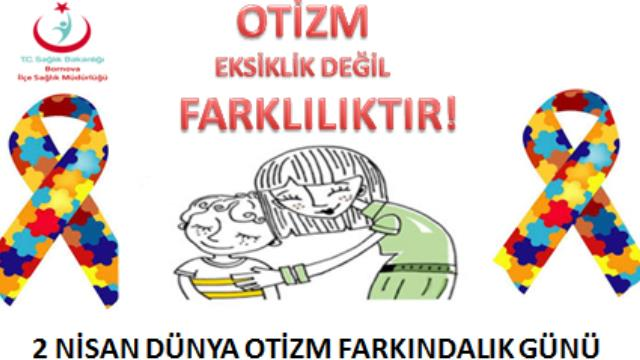 T.C. Sağlık Bakanlığı
Bornova
İlçe Sağlık Müdürlüğü
OTİZM
EKSİKLİK DEĞİL
FARKLILIKTIR!
2 NİSAN DÜNYA OTİZM FARKINDALIK GÜNÜ